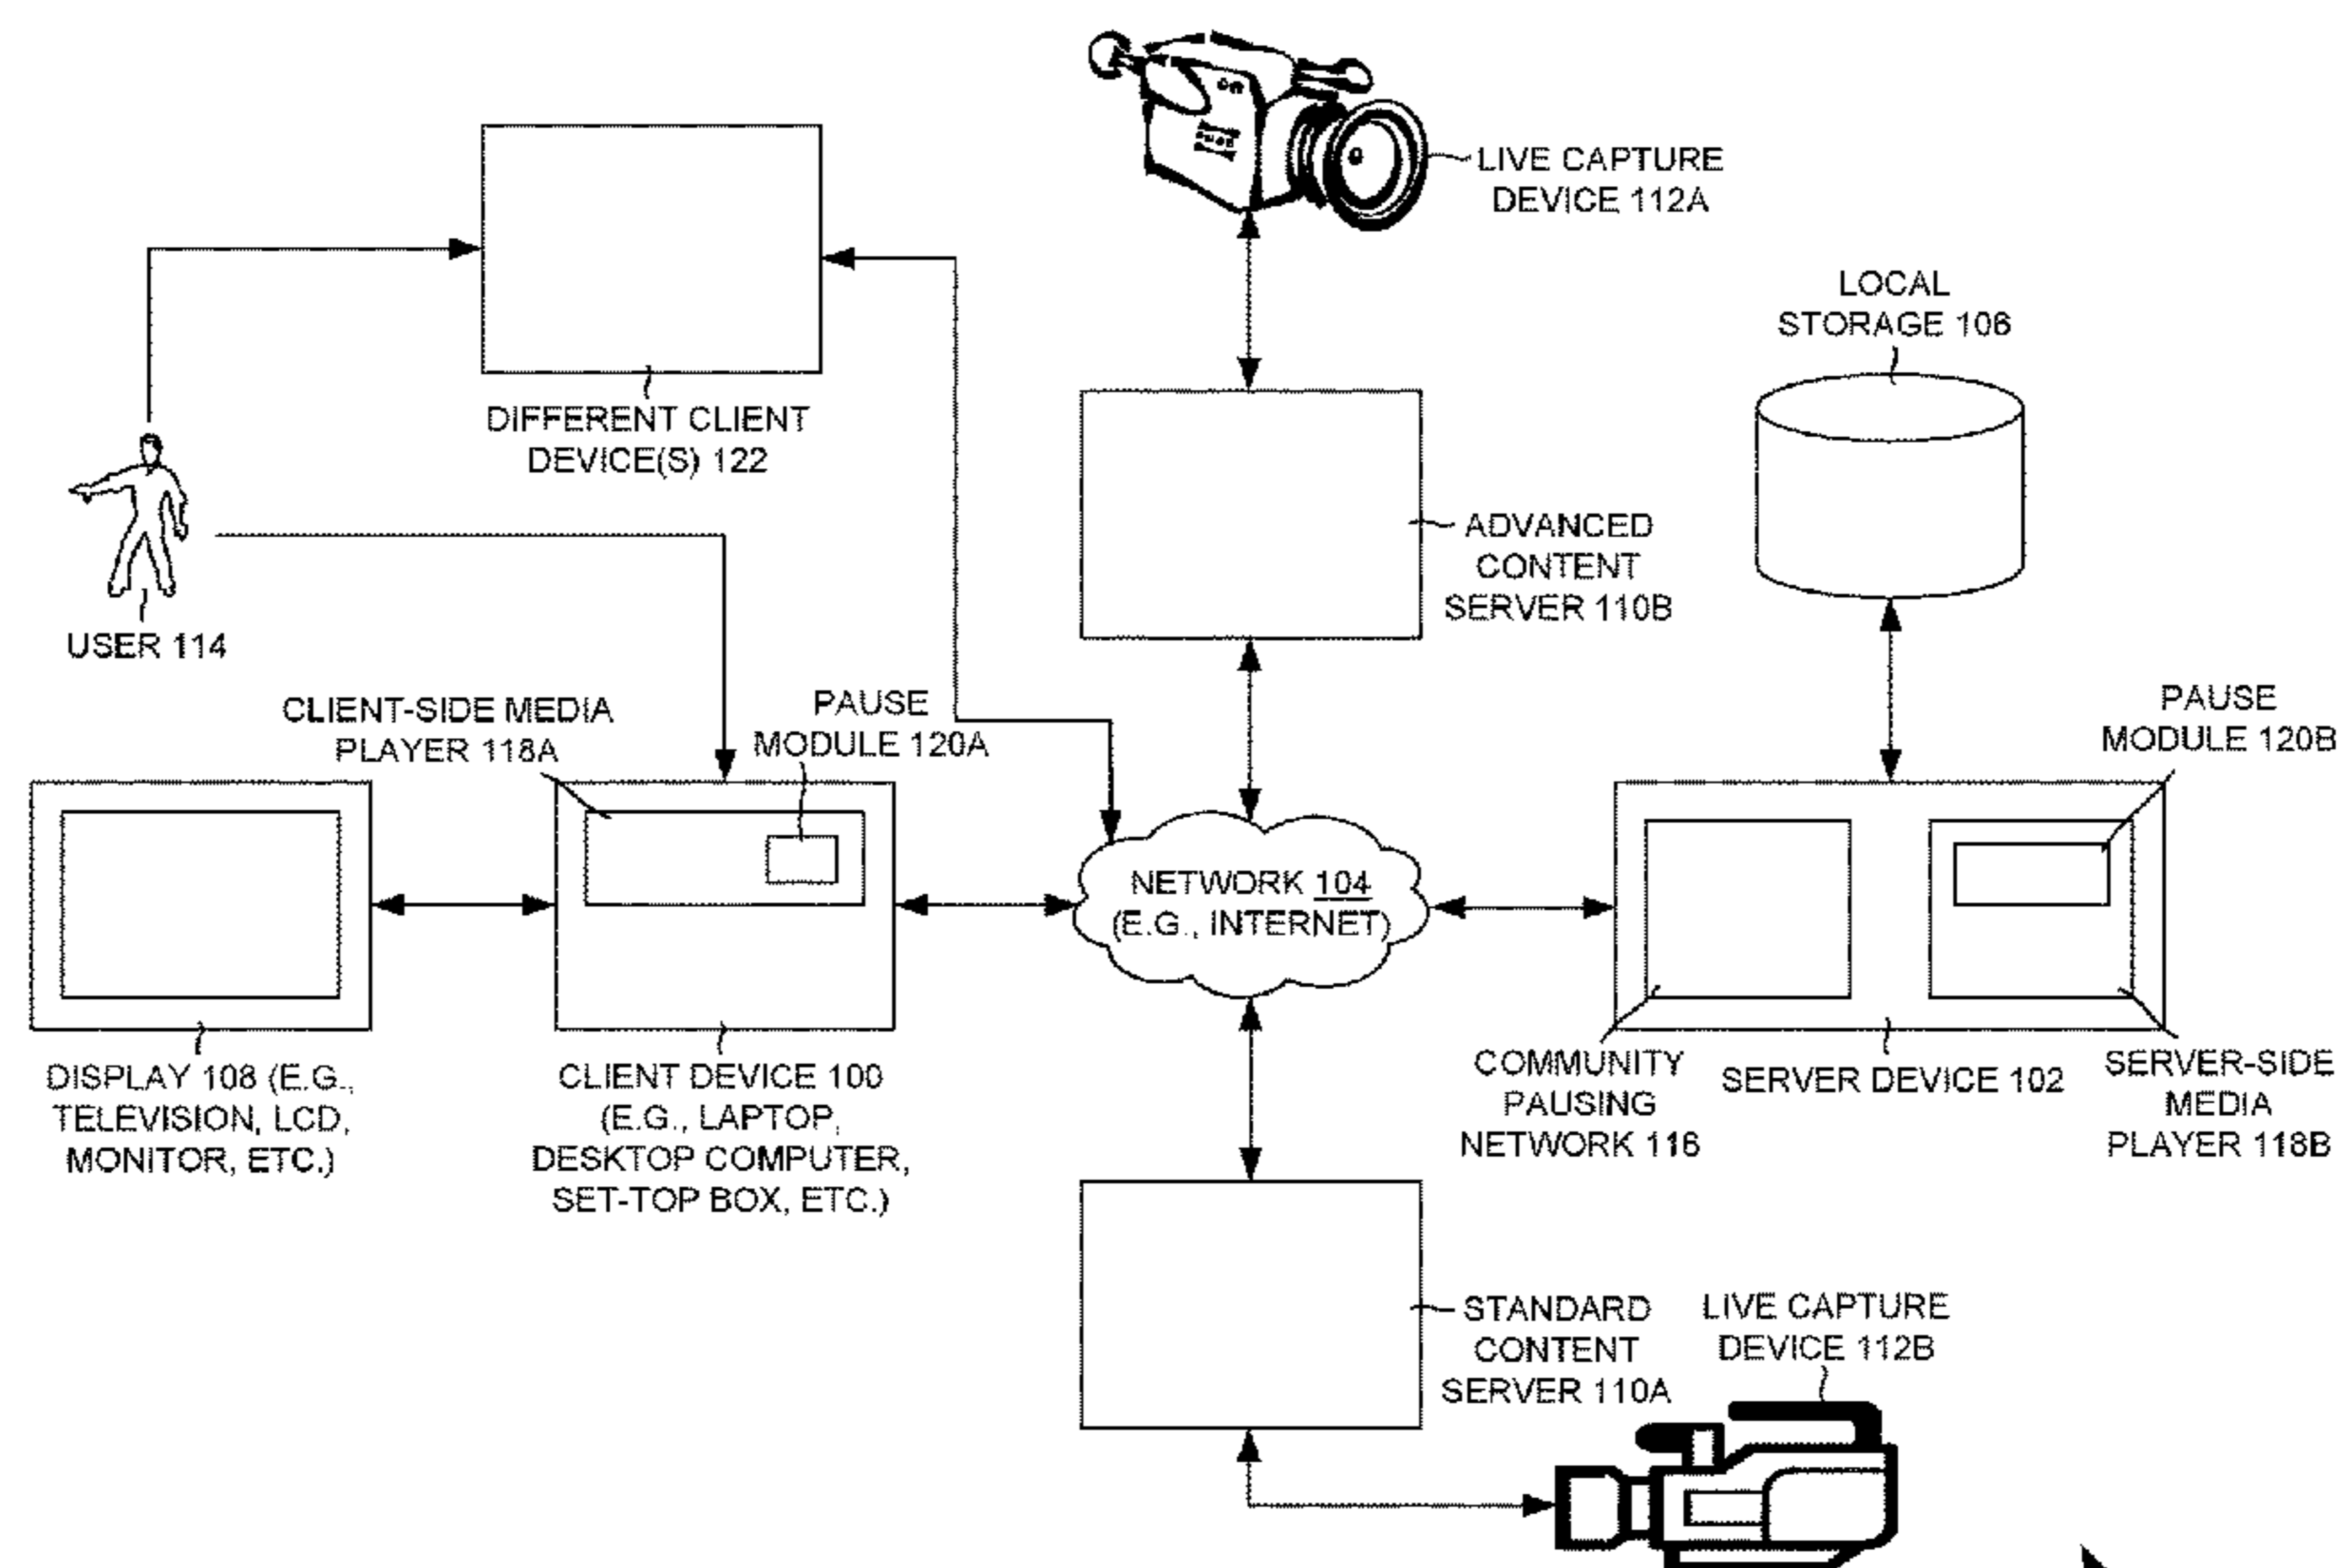 LIVE CAPTURE
DEVICE 112A
LOCAL
STORAGE 106
DIFFERENT CLIENT
DEVICE(S) 122
ADVANCED
CONTENT
SERVER 110B
USER 114
CLIENT-SIDE MEDIA
PLAYER 118A
PAUSE
MODULE 120A
PAUSE
MODULE 120B
NETWORK 104
(E.G., INTERNET)
DISPLAY 108 (E.G.,
TELEVISION, LCD,
MONITOR, ETC.)
CLIENT DEVICE 100
(E.G., LAPTOP,
DESKTOP COMPUTER,
SET-TOP BOX, ETC.)
COMMUNITY
PAUSING
NETWORK 116
SERVER DEVICE 102
SERVER-SIDE
MEDIA
PLAYER 118B
STANDARD
CONTENT
SERVER 110A
LIVE CAPTURE
DEVICE 112B